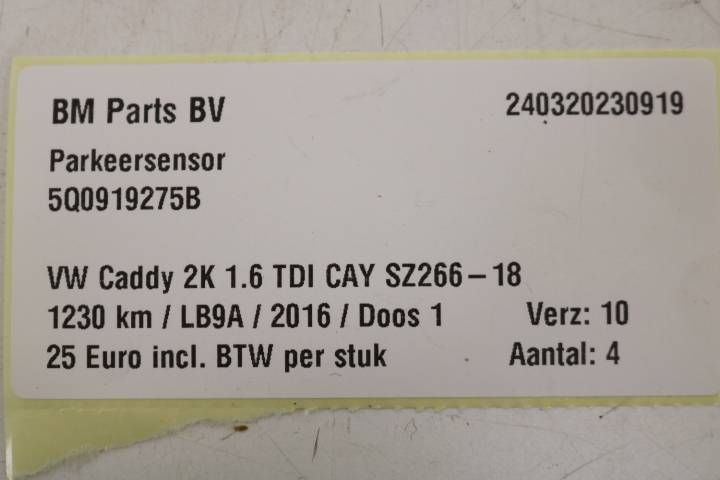 BM Parts BV 240320230919
Parkeersensor
5Q0919275B
VW Caddy 2K 1.6 TDI CAY SZ266-18
1230 km / LB9A / 2016 / Doos 1 Verz: 10
25 Euro incl. BTW per stuk Aantal: 4